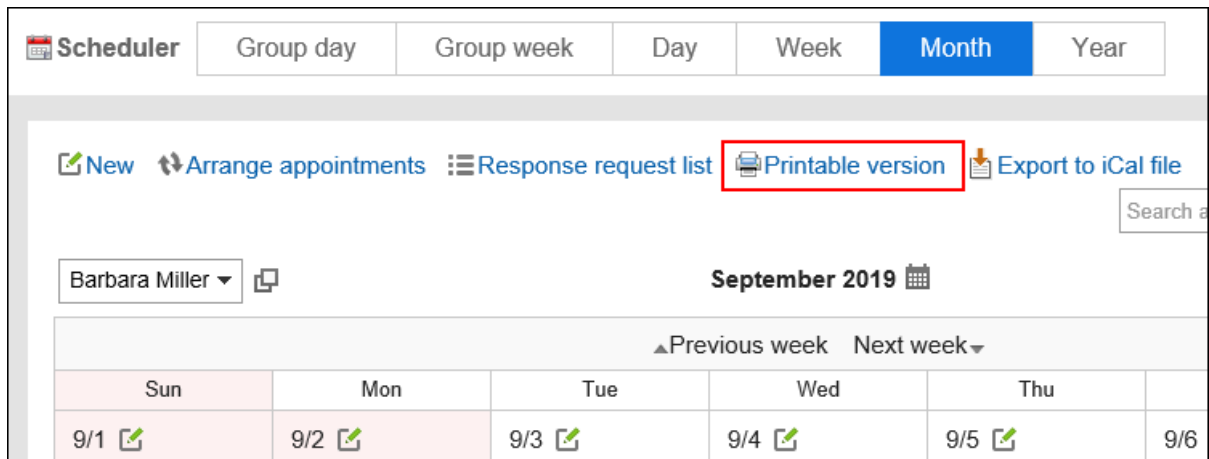 Scheduler Group day Group week Day Week Month Year
New Arrange appointments Response request list Printable version Export to iCal file
Search a
Barbara Miller September 2019
Previous week Next week
Sun Mon Tue Wed Thu
9/1 9/2 9/3 9/4 9/5 9/6